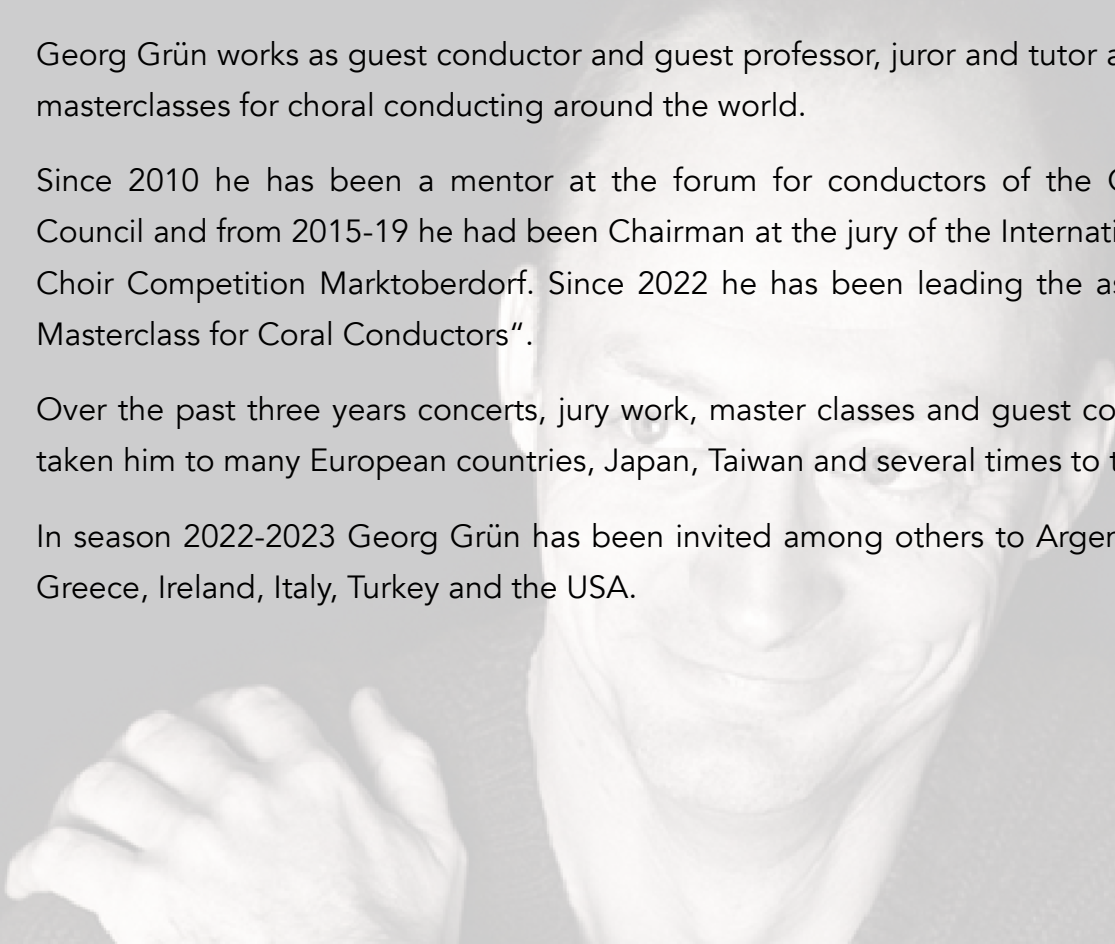 Georg Grün works as guest conductor and guest professor, juror and tutor
masterclasses for choral conducting around the world.
Since 2010 he has been a mentor at the forum for conductors of the
Council and from 2015-19 he had been Chairman at the jury of the
Choir Competition Marktoberdorf. Since 2022 he has been leading the
Masterclass for Coral Conductors“.
Over the past three years concerts, jury work, master classes and guest
taken him to many European countries, Japan, Taiwan and several times to
In season 2022-2023 Georg Grün has been invited among others to
Greece, Ireland, Italy, Turkey and the USA.